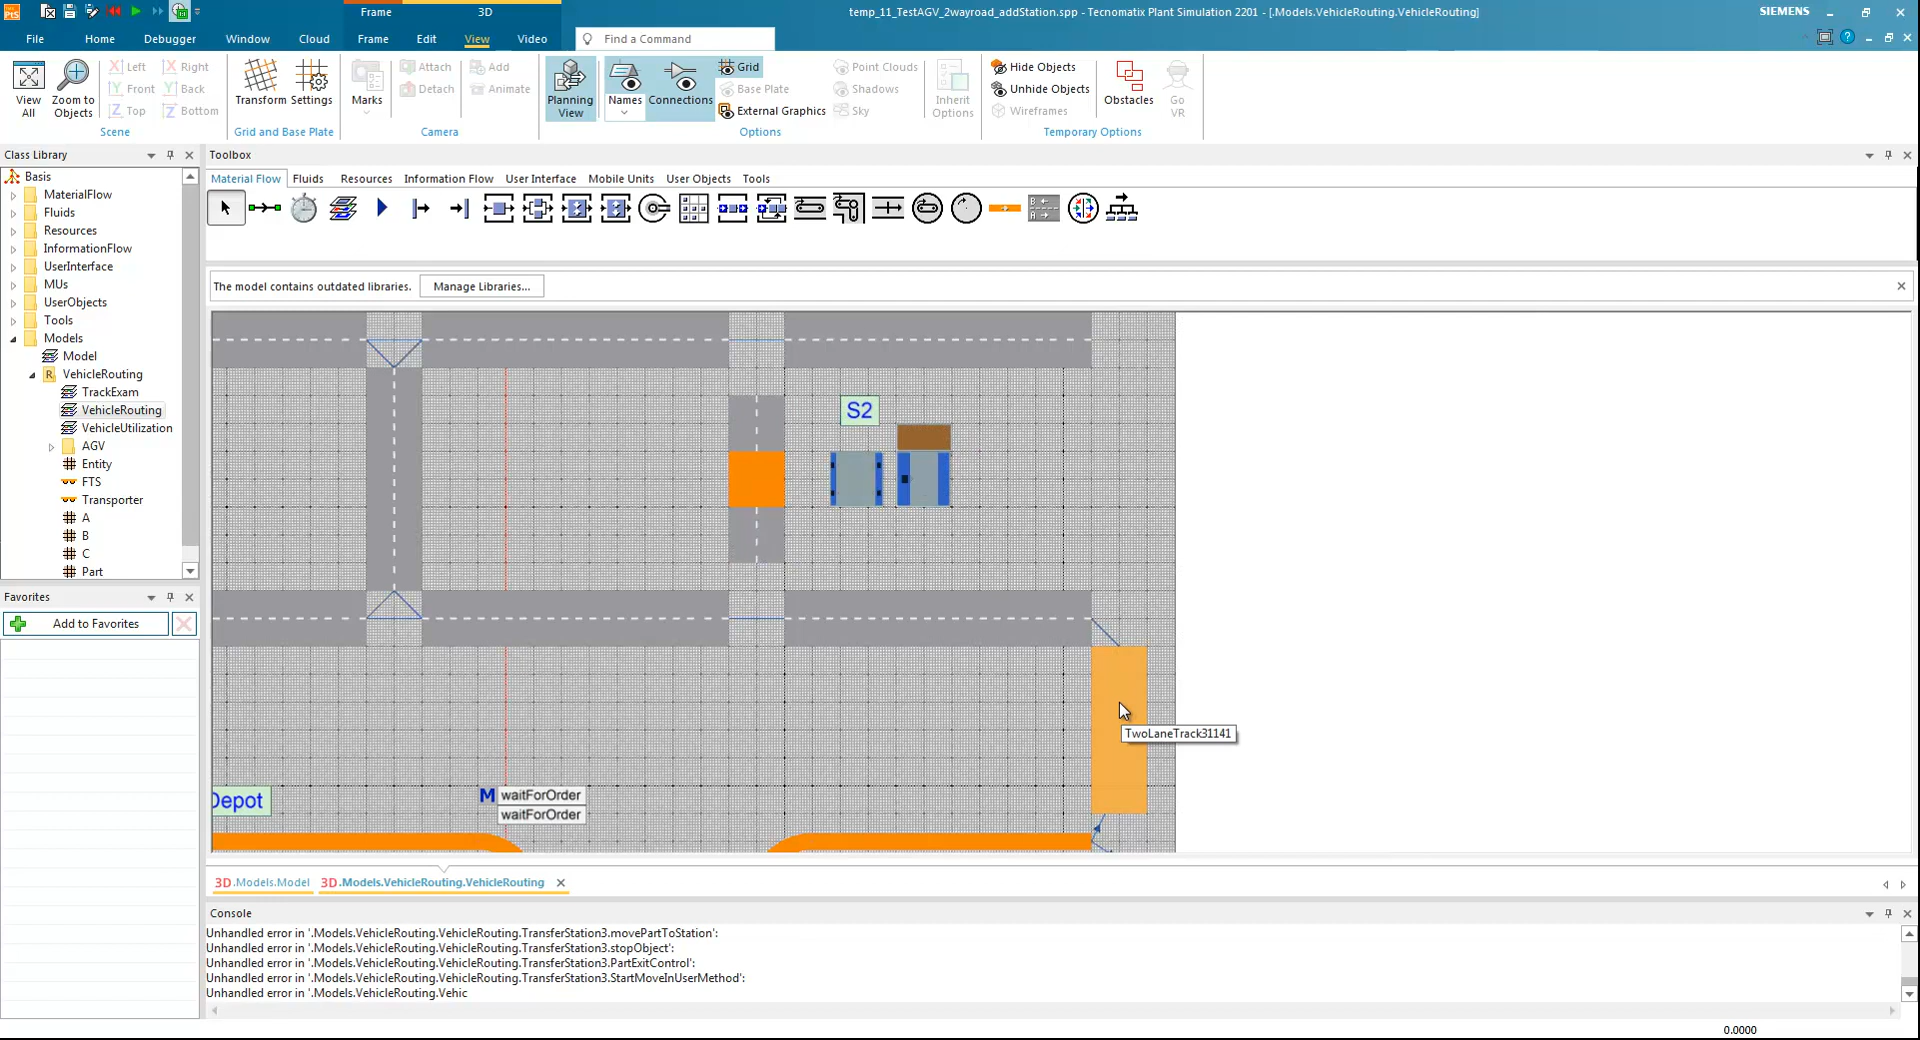 Frame
3D
temp_11_TestAGV_2wayroad_addStation.spp - Tecnomatix Plant Simulation 2201 - [.Models.VehicleRouting.VehicleRouting]
SIEMENS
File
Home
Debugger
Window
Cloud
Frame
Edit
View
Video
Find a Command
View All
Zoom to Objects
Left
Right
Front
Back
Top
Bottom
Scene
Transform
Settings
Grid and Base Plate
Marks
Attach
Detach
Add
Animate
Camera
Planning View
Names
Connections
Grid
Base Plate
External Graphics
Point Clouds
Shadows
Sky
Inherit Options
Options
Hide Objects
Unhide Objects
Wireframes
Obstacles
Go VR
Temporary Options
Class Library
Basis
MaterialFlow
Fluids
Resources
InformationFlow
UserInterface
MUs
UserObjects
Tools
Models
Model
R VehicleRouting
TrackExam
VehicleRouting
VehicleUtilization
AGV
Entity
FTS
Transporter
A
B
C
Part
Favorites
Add to Favorites
Toolbox
Material Flow
Fluids
Resources
Information Flow
User Interface
Mobile Units
User Objects
Tools
The model contains outdated libraries.
Manage Libraries...
S2
TwoLaneTrack31141
Depot
M waitForOrder
waitForOrder
3D .Models.Model
3D .Models.VehicleRouting.VehicleRouting
Console
Unhandled error in '.Models.VehicleRouting.VehicleRouting.TransferStation3.movePartToStation':
Unhandled error in '.Models.VehicleRouting.VehicleRouting.TransferStation3.stopObject':
Unhandled error in '.Models.VehicleRouting.VehicleRouting.TransferStation3.PartExitControl':
Unhandled error in '.Models.VehicleRouting.VehicleRouting.TransferStation3.StartMoveInUserMethod':
Unhandled error in '.Models.VehicleRouting.Vehic
0.0000